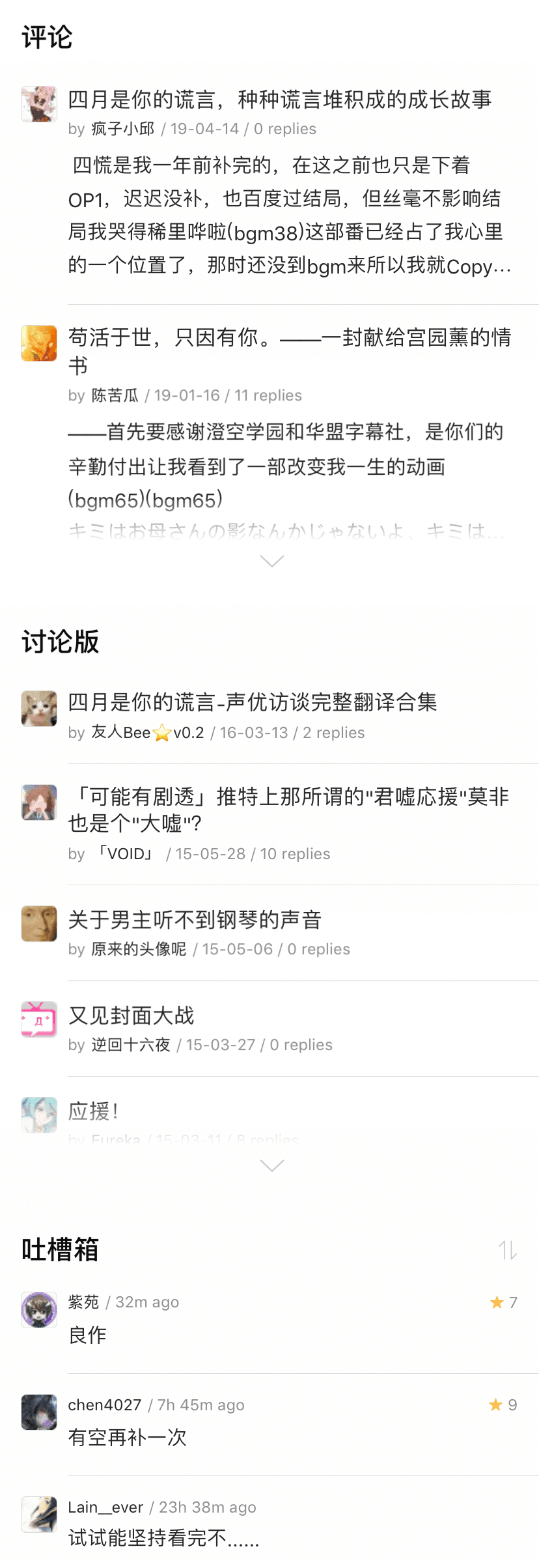 评论
四月是你的谎言，种种谎言堆积成的成长故事
by 疯子小邱 / 19-04-14 / 0 replies
四慌是我一年前补完的，在这之前也只是下着
OP1，迟迟没补，也百度过结局，但丝毫不影响结
局我哭得稀里哗啦(bgm38)这部番已经占了我心里
的一个位置了，那时还没到bgm来所以我就Copy…
苟活于世，只因有你。——一封献给宫园薰的情
书
by 陈苦瓜 / 19-01-16 / 11 replies
——首先要感谢澄空学园和华盟字幕社，是你们的
辛勤付出让我看到了一部改变我一生的动画
(bgm65)(bgm65)
キミはお母さんの影なんかじゃないよ、キミは…
讨论版
四月是你的谎言-声优访谈完整翻译合集
by 友人Bee⭐v0.2 / 16-03-13 / 2 replies
「可能有剧透」推特上那所谓的"君嘘応援"莫非
也是个"大嘘"？
by 「VOID」 / 15-05-28 / 10 replies
关于男主听不到钢琴的声音
by 原来的头像呢 / 15-05-06 / 0 replies
又见封面大战
by 逆回十六夜 / 15-03-27 / 0 replies
应援！
by Eureka / 15-03-11 / 8 replies
吐槽箱
紫苑 / 32m ago ★ 7
良作
chen4027 / 7h 45m ago ★ 9
有空再补一次
Lain__ever / 23h 38m ago
试试能坚持看完不......